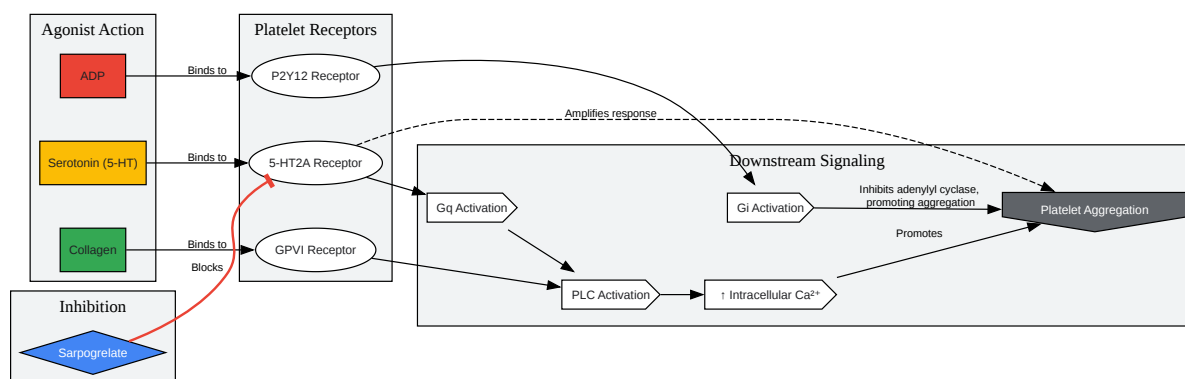 Agonist Action
Platelet Receptors
ADP
Binds to
P2Y12 Receptor
Amplifies response
Serotonin (5-HT)
Binds to
5-HT2A Receptor
Downstream Signaling
Gq Activation
Gi Activation
Inhibits adenylyl cyclase,
promoting aggregation
Platelet Aggregation
Collagen
Binds to
GPVI Receptor
Promotes
Blocks
PLC Activation
↑ Intracellular Ca²⁺
Inhibition
Sarpogrelate